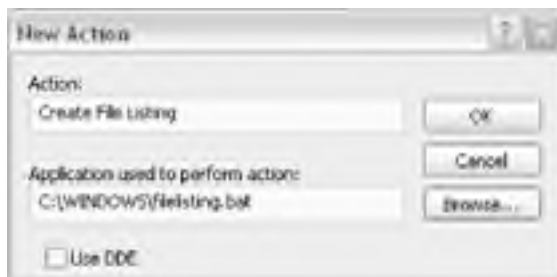 New Action
?
Action:
Create File Listing
OK
Cancel
Application used to perform action:
C:\WINDOWS\filelisting.bat
Browse...
Use DDE